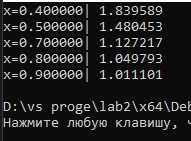 x=0.400000| 1.839589
x=0.500000| 1.480453
x=0.700000| 1.127217
x=0.800000| 1.049793
x=0.900000| 1.011101
D:\vs proge\lab2\x64\Deb
Нажмите любую клавишу, ч